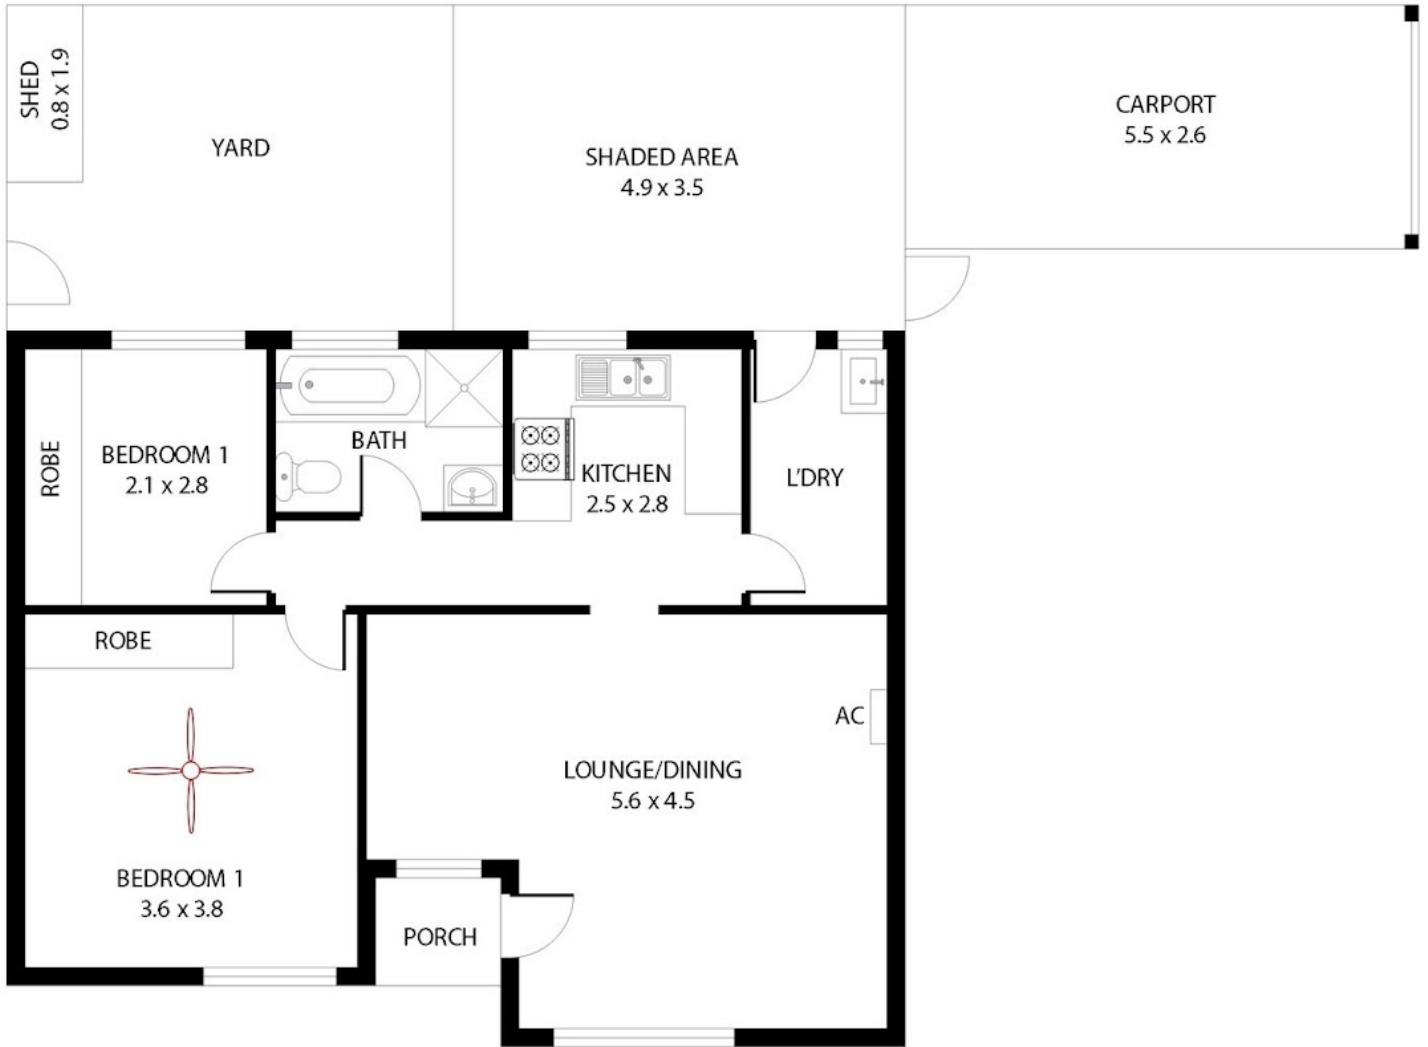 SHED
0.8 x 1.9
YARD
SHADED AREA
4.9 x 3.5
CARPORT
5.5 x 2.6
ROBE
BEDROOM 1
2.1 x 2.8
BATH
KITCHEN
2.5 x 2.8
L'DRY
ROBE
AC
LOUNGE/DINING
5.6 x 4.5
BEDROOM 1
3.6 x 3.8
PORCH